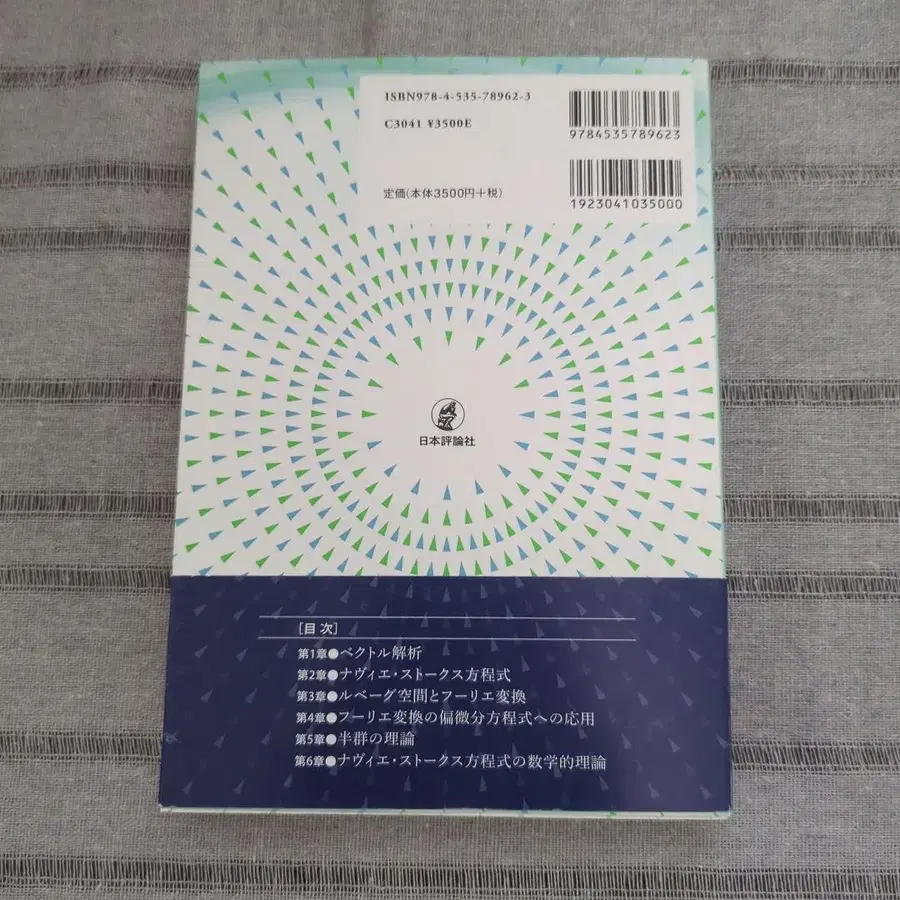 ISBN978-4-535-78962-3
C3041 ¥3500E
定価(本体3500円+税)
9784535789623
1923041035000
日本評論社
[目次]
第1章●ベクトル解析
第2章●ナヴィエ・ストークス方程式
第3章●ルベーグ空間とフーリエ変換
第4章●フーリエ変換の偏微分方程式への応用
第5章●半群の理論
第6章●ナヴィエ・ストークス方程式の数学的理論